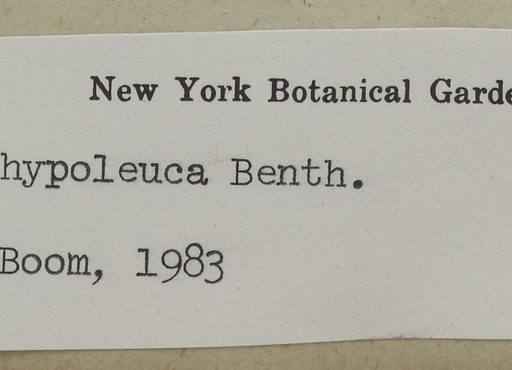 New York Botanical Garde
hypoleuca Benth.
Boom, 1983